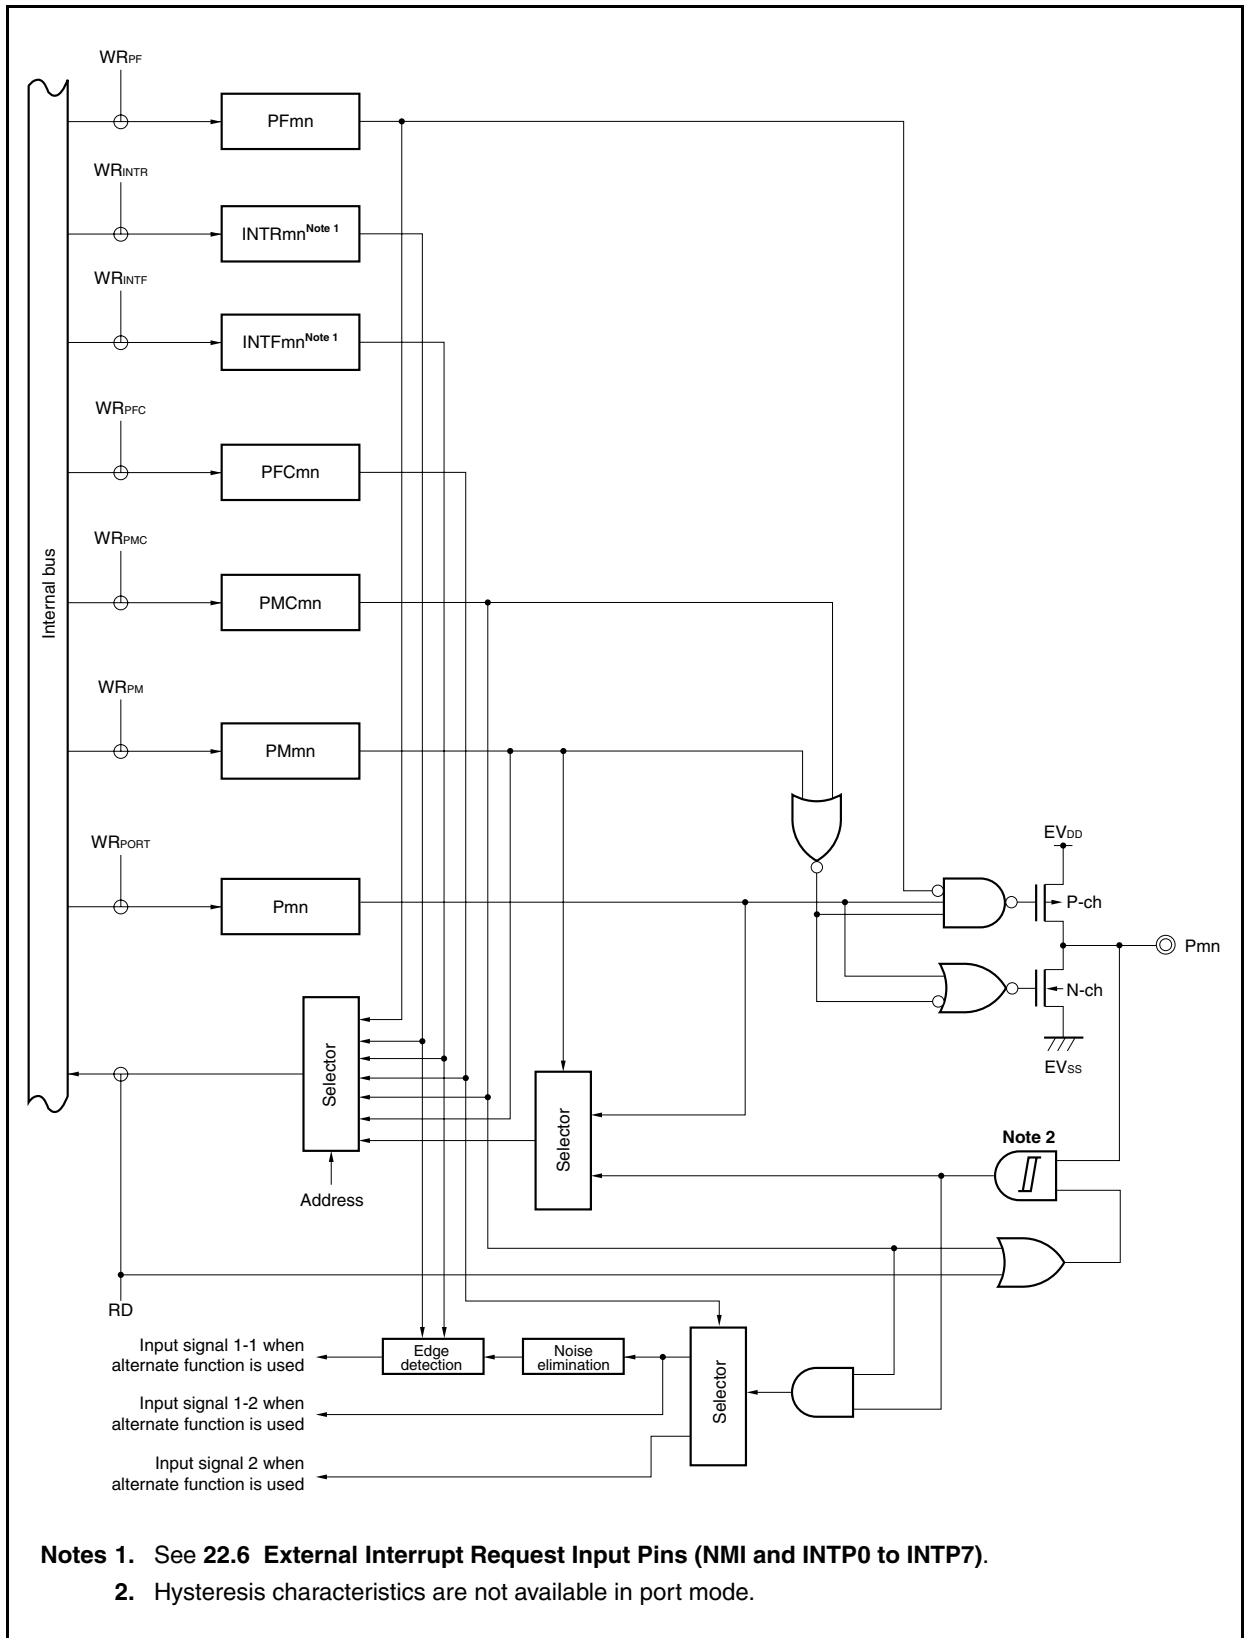 WRPF
PFmn
WRINTR
INTRmnNote 1
WRINTF
INTFmnNote 1
WRPFC
PFCmn
WRPMC
PMCmn
Internal bus
WRPM
PMmn
WRPORT
Pmn
EVDD
P-ch
Pmn
N-ch
EVSS
Selector
Selector
Note 2
Address
RD
Input signal 1-1 when
alternate function is used
Edge
detection
Noise
elimination
Selector
Input signal 1-2 when
alternate function is used
Input signal 2 when
alternate function is used
Notes 1. See 22.6 External Interrupt Request Input Pins (NMI and INTP0 to INTP7).
2. Hysteresis characteristics are not available in port mode.